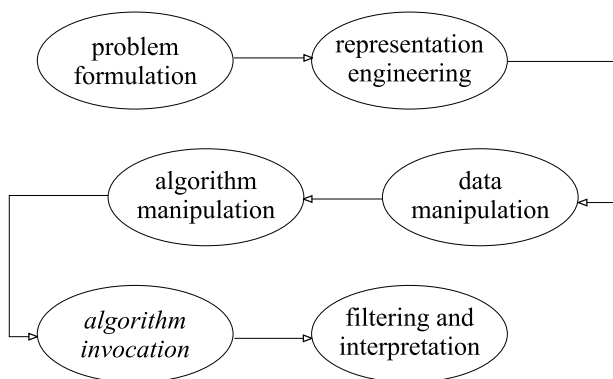 problem
formulation
representation
engineering
data
manipulation
algorithm
manipulation
algorithm
invocation
filtering and
interpretation